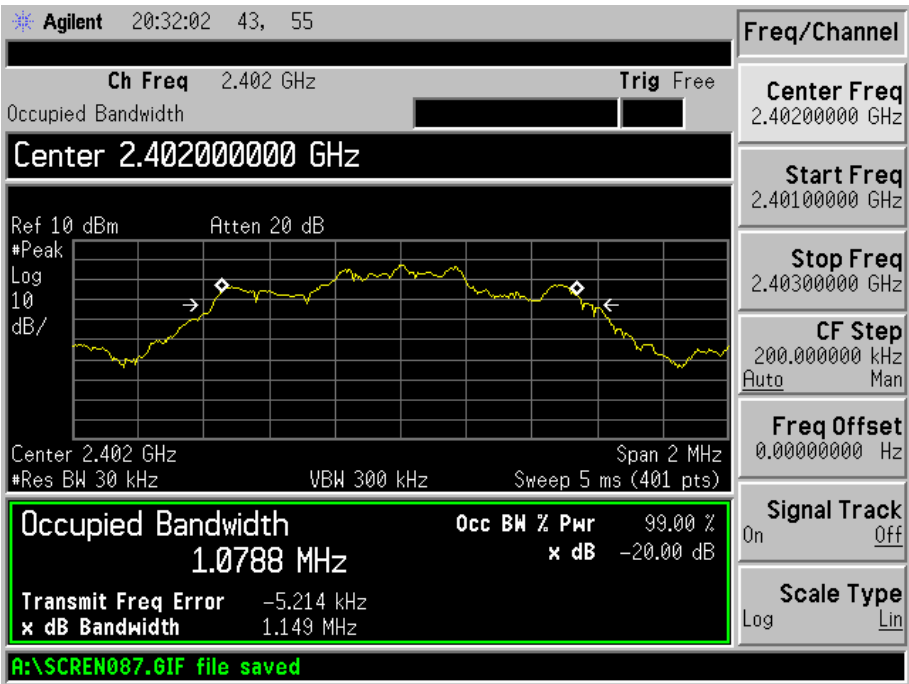 Agilent 20:32:02 43, 55
Ch Freq 2.402 GHz Trig Free
Occupied Bandwidth
Center 2.402000000 GHz
Ref 10 dBm Atten 20 dB
#Peak
Log
10
dB/
Center 2.402 GHz Span 2 MHz
#Res BW 30 kHz VBW 300 kHz Sweep 5 ms (401 pts)
Occupied Bandwidth Occ BW % Pwr 99.00 %
1.0788 MHz x dB -20.00 dB
Transmit Freq Error -5.214 kHz
x dB Bandwidth 1.149 MHz
A:\SCREN087.GIF file saved
Freq/Channel
Center Freq
2.40200000 GHz
Start Freq
2.40100000 GHz
Stop Freq
2.40300000 GHz
CF Step
200.000000 kHz
Auto Man
Freq Offset
0.00000000 Hz
Signal Track
On Off
Scale Type
Log Lin